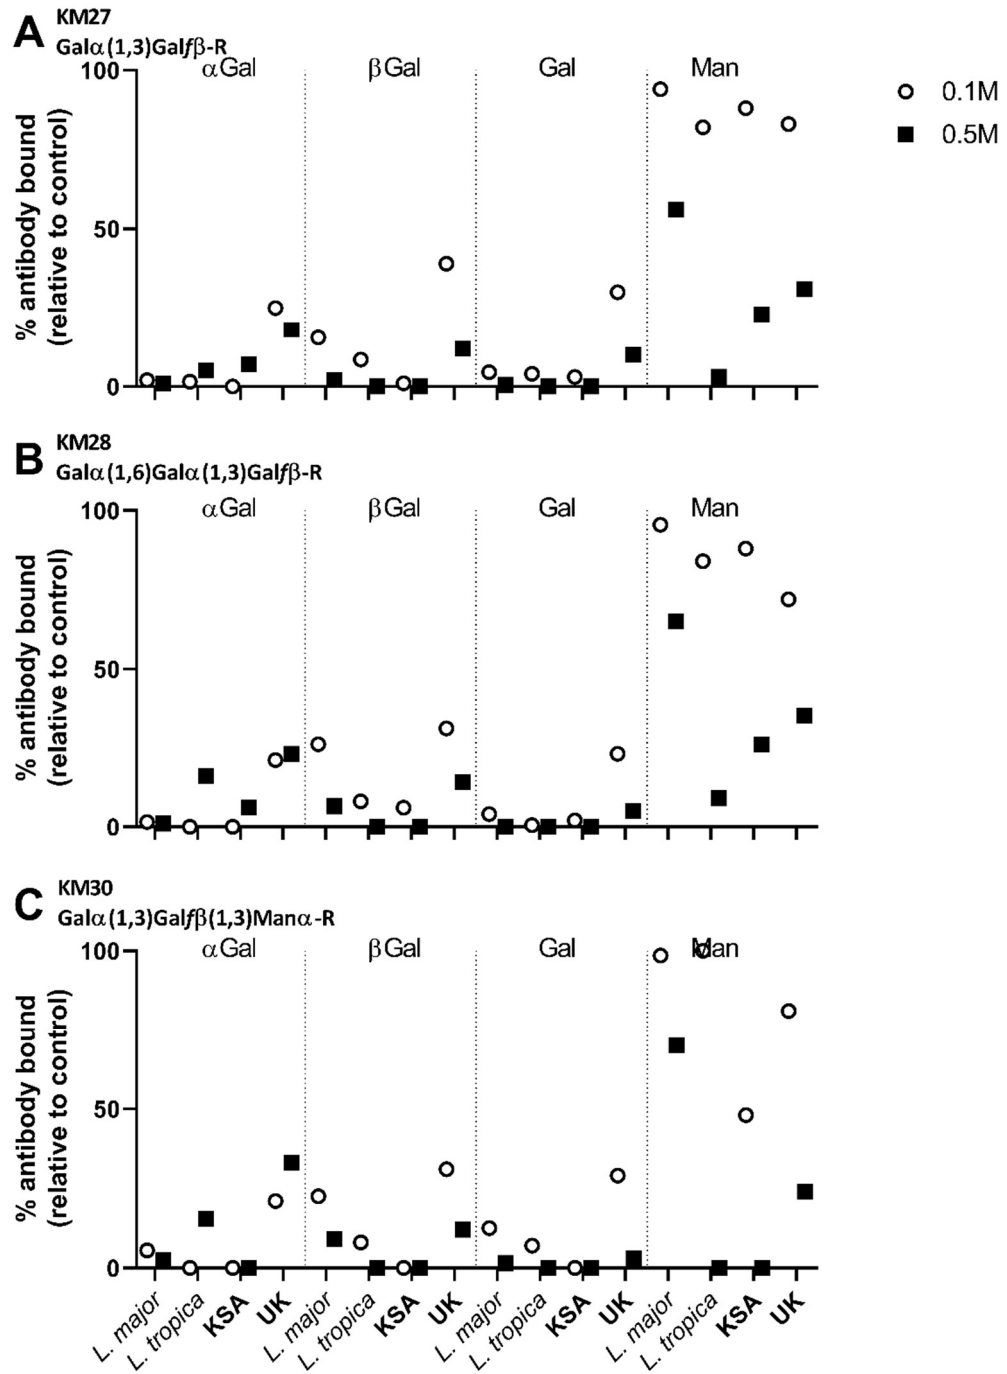 A
KM27
Galα(1,3)Galfβ-R
αGal
βGal
Gal
Man
0.1M
0.5M
% antibody bound
(relative to control)
100
50
0
B
KM28
Galα(1,6)Galα(1,3)Galfβ-R
αGal
βGal
Gal
Man
% antibody bound
(relative to control)
100
50
0
C
KM30
Galα(1,3)Galfβ(1,3)Manα-R
αGal
βGal
Gal
Man
% antibody bound
(relative to control)
100
50
0
L. major
L. tropica
KSA
UK
L. major
L. tropica
KSA
UK
L. major
L. tropica
KSA
UK
L. major
L. tropica
KSA
UK